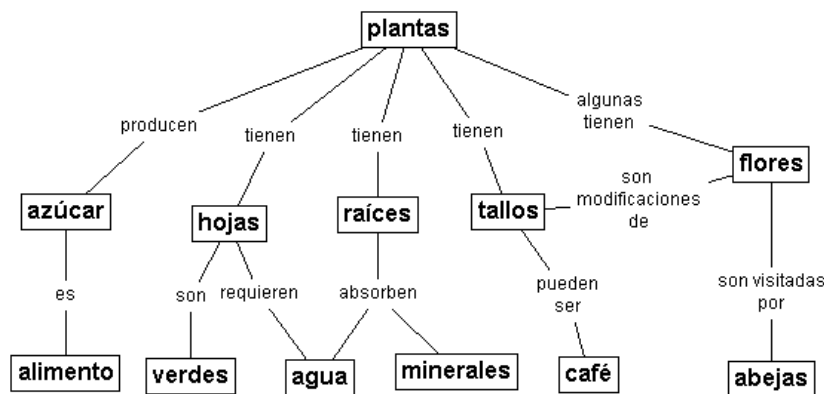 plantas
producen
tienen
tienen
tienen
algunas
tienen
azúcar
hojas
raíces
tallos
son
modificaciones
de
flores
es
son
requieren
absorben
pueden
ser
son visitadas
por
alimento
verdes
agua
minerales
café
abejas